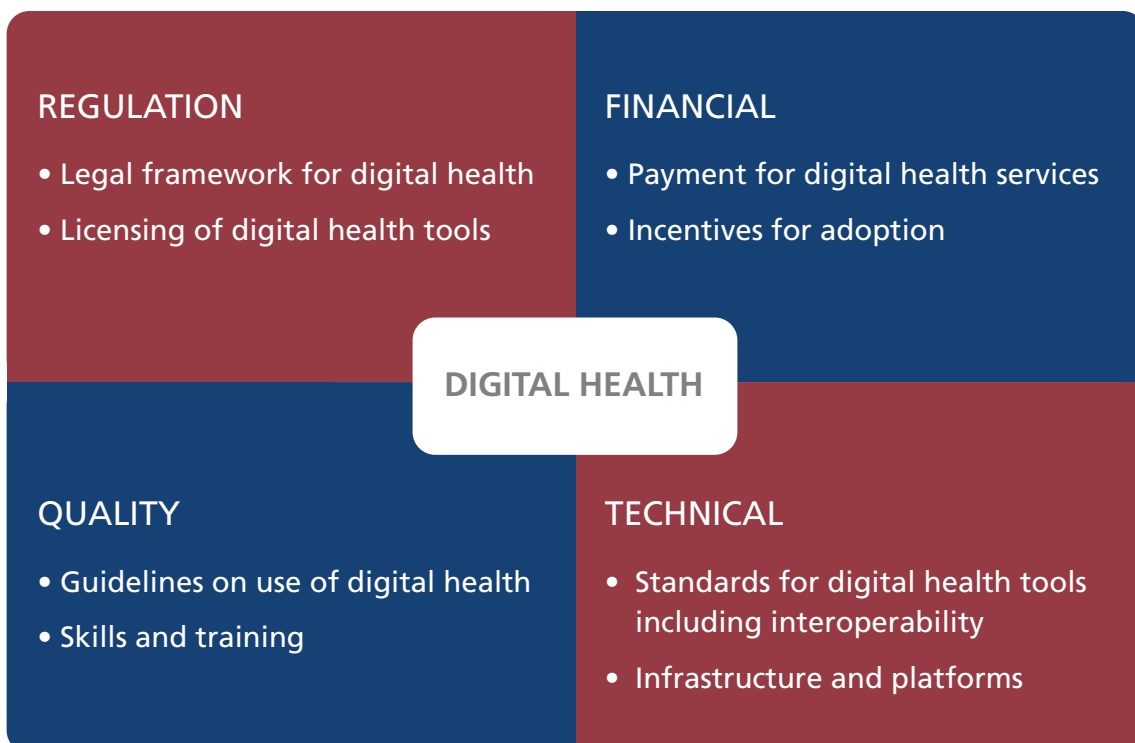 REGULATION
• Legal framework for digital health
• Licensing of digital health tools
FINANCIAL
• Payment for digital health services
• Incentives for adoption
DIGITAL HEALTH
QUALITY
• Guidelines on use of digital health
• Skills and training
TECHNICAL
• Standards for digital health tools
including interoperability
• Infrastructure and platforms